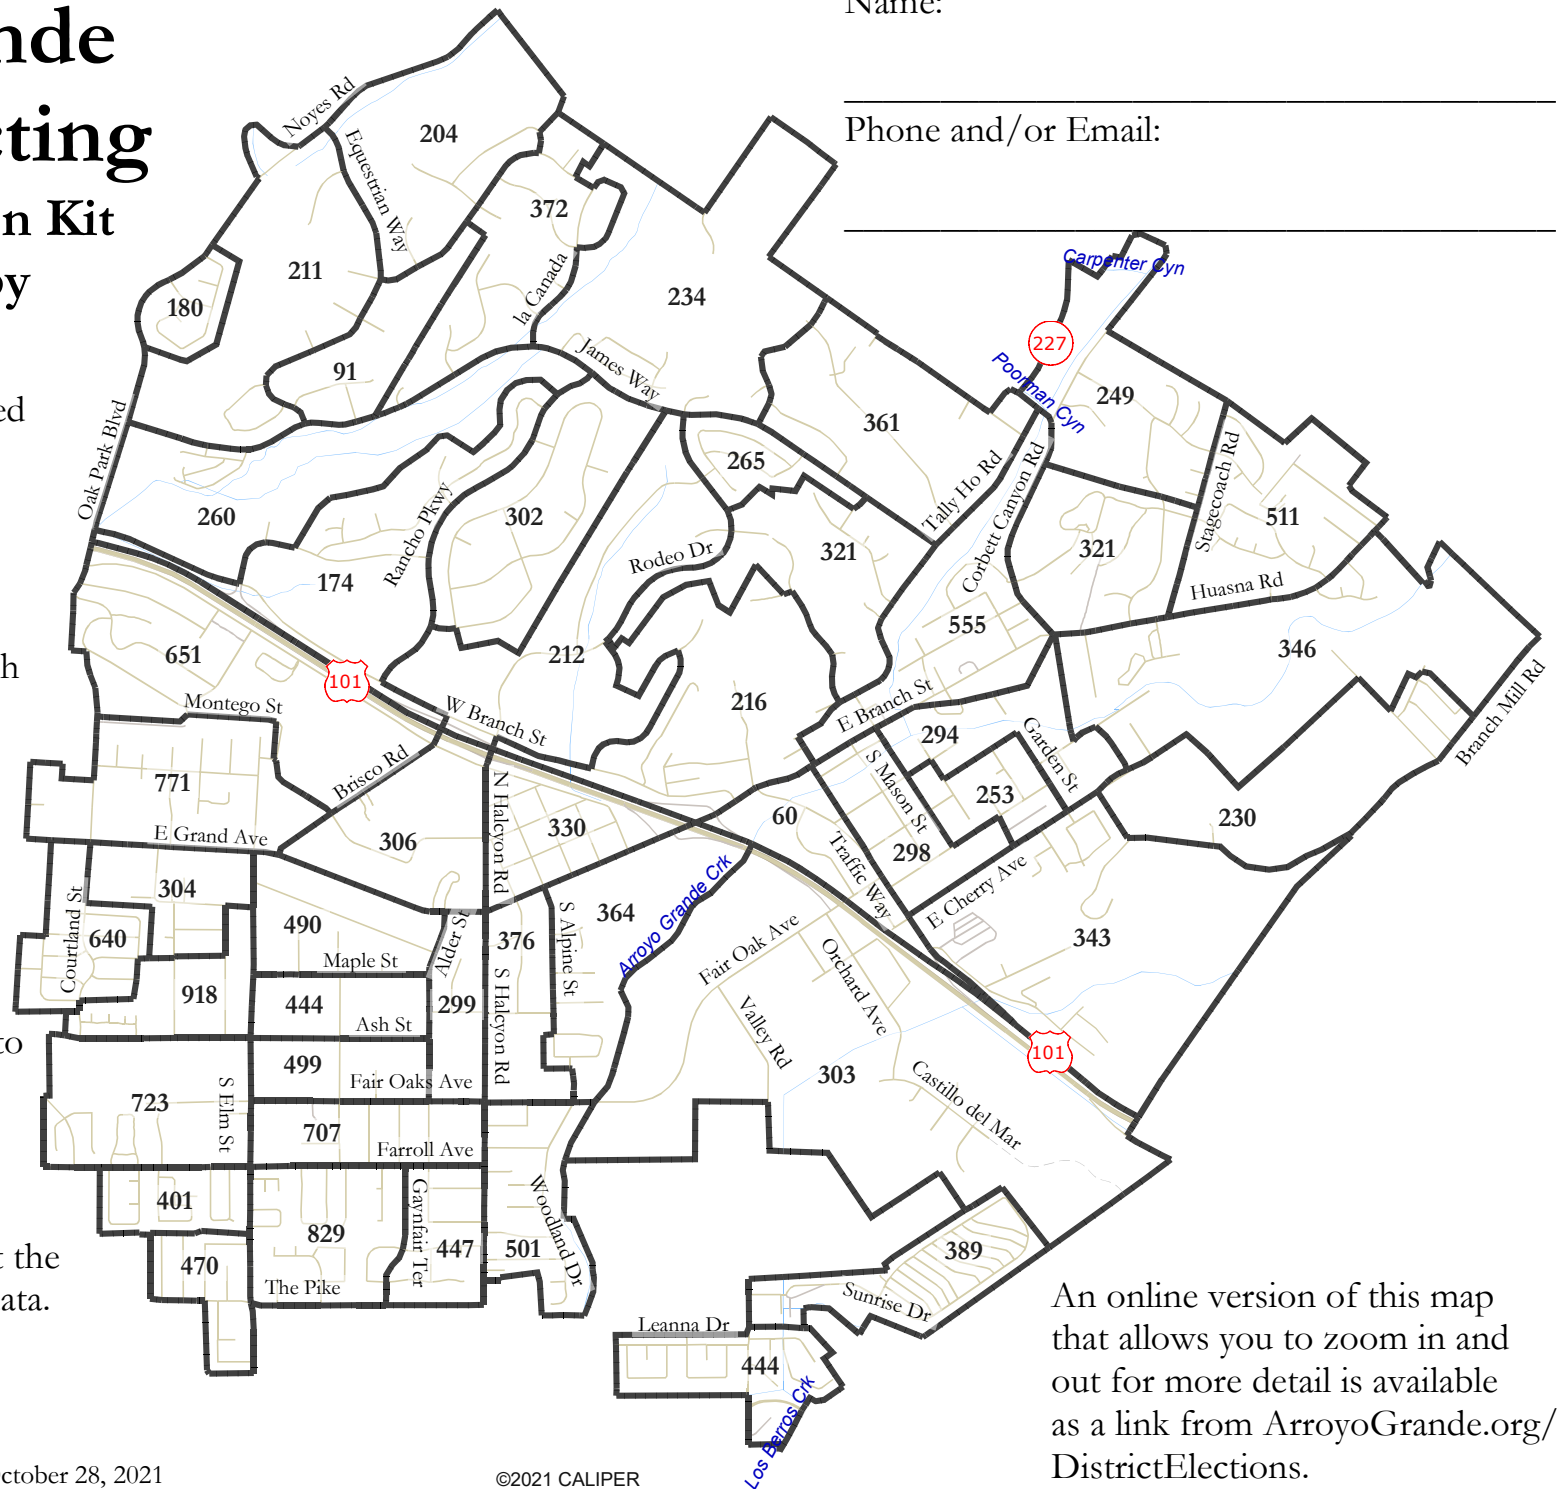 nde
cting
n Kit
by
ed
h
to
t the
ata.
ctober 28, 2021
©2021 CALIPER
Name:
Phone and/or Email:
Noyes Rd
204
Equestrian Way
372
211
180
la Canada
234
91
James Way
Carpenter Cyn
227
Poorman Cyn
249
361
Oak Park Blvd
265
Tally Ho Rd
Corbett Canyon Rd
Stagecoach Rd
511
260
Rancho Pkwy
302
174
Rodeo Dr
321
321
Huasna Rd
555
346
651
101
212
216
Montego St
W Branch St
E Branch St
294
Garden St
Branch Mill Rd
Brisco Rd
771
N Halcyon Rd
S Mason St
253
E Grand Ave
306
330
60
298
230
Traffic Way
E Cherry Ave
304
Arroyo Grande Crk
Courtland St
640
490
Alder St
376
S Alpine St
364
Fair Oak Ave
Orchard Ave
343
Maple St
918
444
299
S Halcyon Rd
Valley Rd
Ash St
499
Fair Oaks Ave
303
101
Castillo del Mar
723
S Elm St
707
Farroll Ave
401
Gaynfair Ter
Woodland Dr
829
447
501
389
470
The Pike
Sunrise Dr
Leanna Dr
444
Los Berros Crk
An online version of this map
that allows you to zoom in and
out for more detail is available
as a link from ArroyoGrande.org/
DistrictElections.